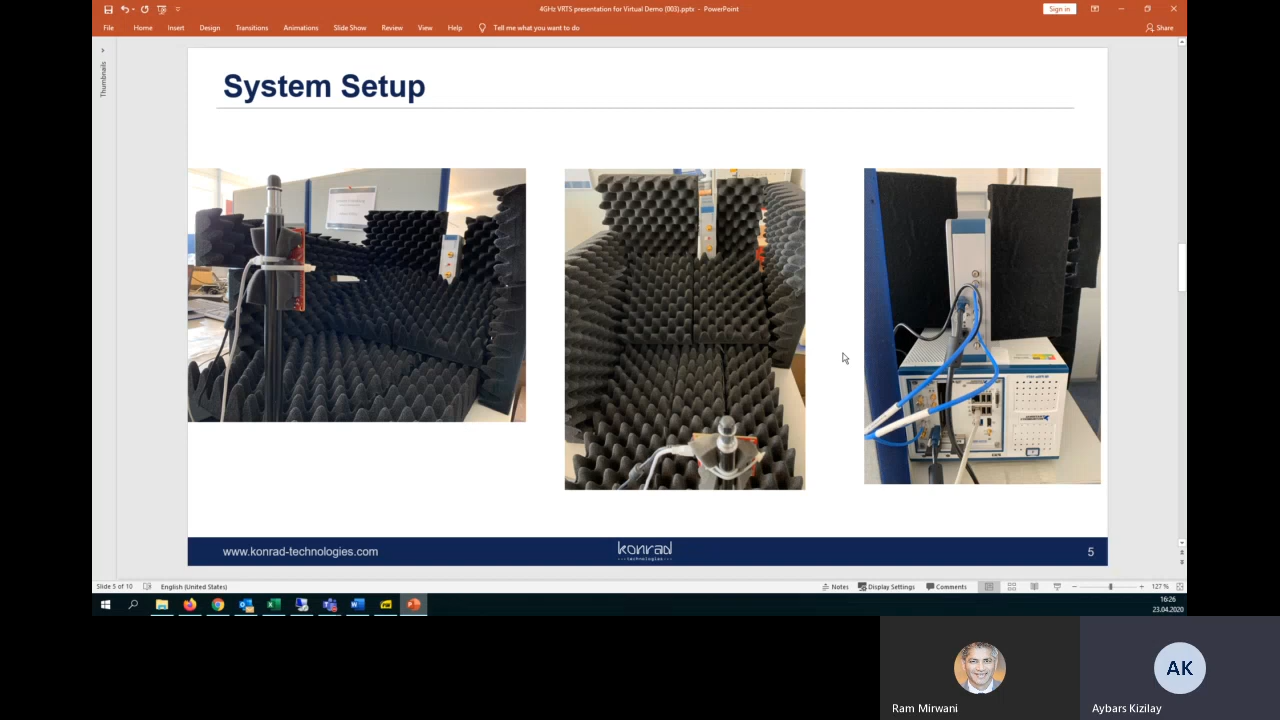 4GHz VRTS presentation for Virtual Demo (003).pptx - PowerPoint
Sign in
File Home Insert Design Transitions Animations Slide Show Review View Help Tell me what you want to do
Share
Thumbnails
System Setup
www.konrad-technologies.com
konrad
technologies
5
Slide 5 of 10 English (United States)
Notes Display Settings Comments
127 %
16:26
23.04.2020
Ram Mirwani
AK
Aybars Kizilay